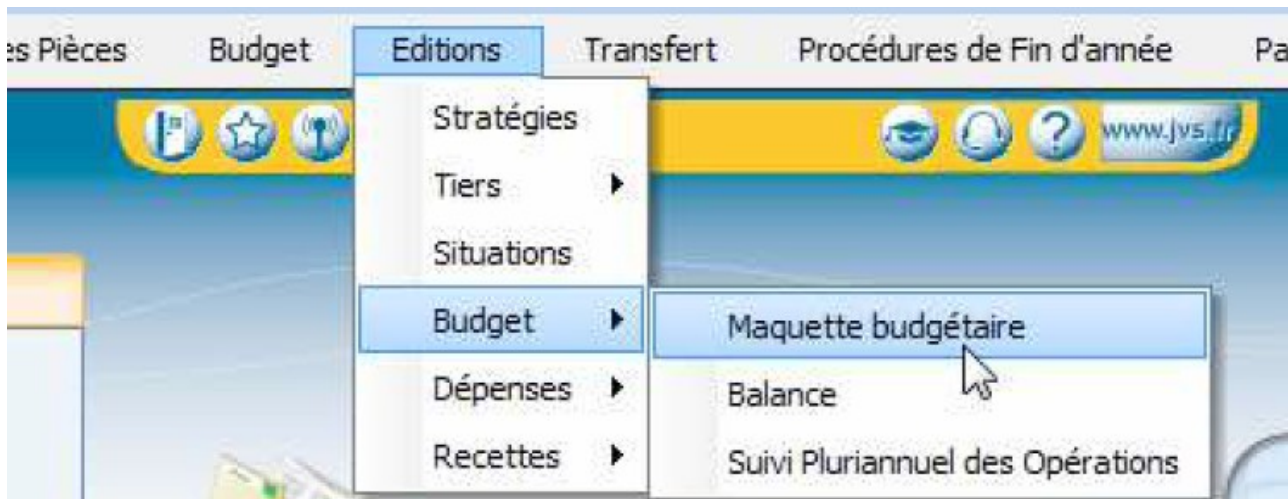 es Pièces Budget Editions Transfert Procédures de Fin d'année Pa
www.jvs.fr
Stratégies
Tiers
Situations
Budget Maquette budgétaire
Dépenses Balance
Recettes Suivi Pluriannuel des Opérations